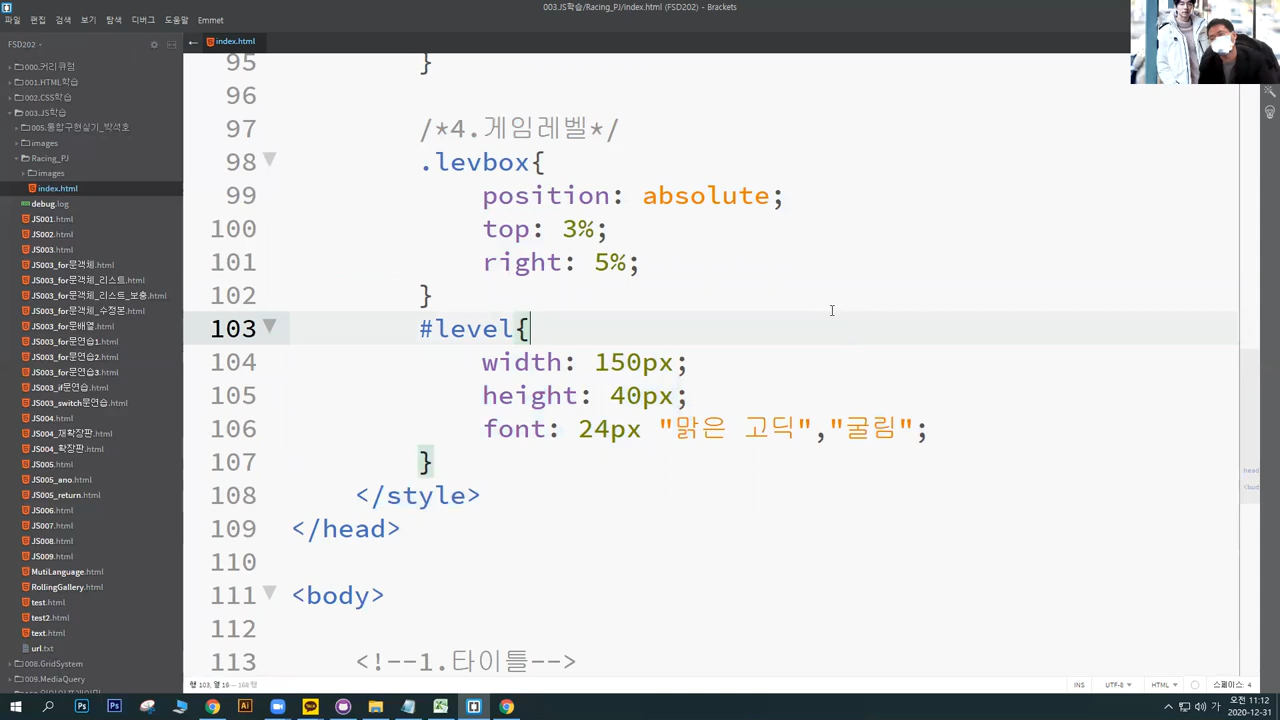 003.JS학습/Racing_PJ/index.html (FSD202) - Brackets
파일 편집 검색 보기 탐색 디버그 도움말 Emmet
FSD202
index.html
000.커리큐럼
001.HTML학습
002.CSS학습
003.JS학습
005.통합구현실기_박석호
images
Racing_PJ
images
index.html
debug.log
JS001.html
JS002.html
JS003.html
JS003_for문객체.html
JS003_for문객체_리스트.html
JS003_for문객체_리스트_보충.html
JS003_for문객체_수정문.html
JS003_for문배열.html
JS003_for문연습1.html
JS003_for문연습2.html
JS003_for문연습3.html
JS003_if문연습.html
JS003_switch문연습.html
JS004.html
JS004_재확장판.html
JS004_확장판.html
JS005.html
JS005_ano.html
JS005_return.html
JS006.html
JS007.html
JS008.html
JS009.html
MutiLanguage.html
RollingGallery.html
test.html
test2.html
text.html
url.txt
008.GridSystem
009.MediaQuery
95 }
96
97 /*4.게임레벨*/
98 .levbox{
99 position: absolute;
100 top: 3%;
101 right: 5%;
102 }
103 #level{
104 width: 150px;
105 height: 40px;
106 font: 24px "맑은 고딕","굴림";
107 }
108 </style>
109 </head>
110
111 <body>
112
113 <!--1.타이틀-->
head
<bod
행 103, 열 16 — 168 행
INS UTF-8 HTML 스페이스: 4
가 오전 11:12
2020-12-31